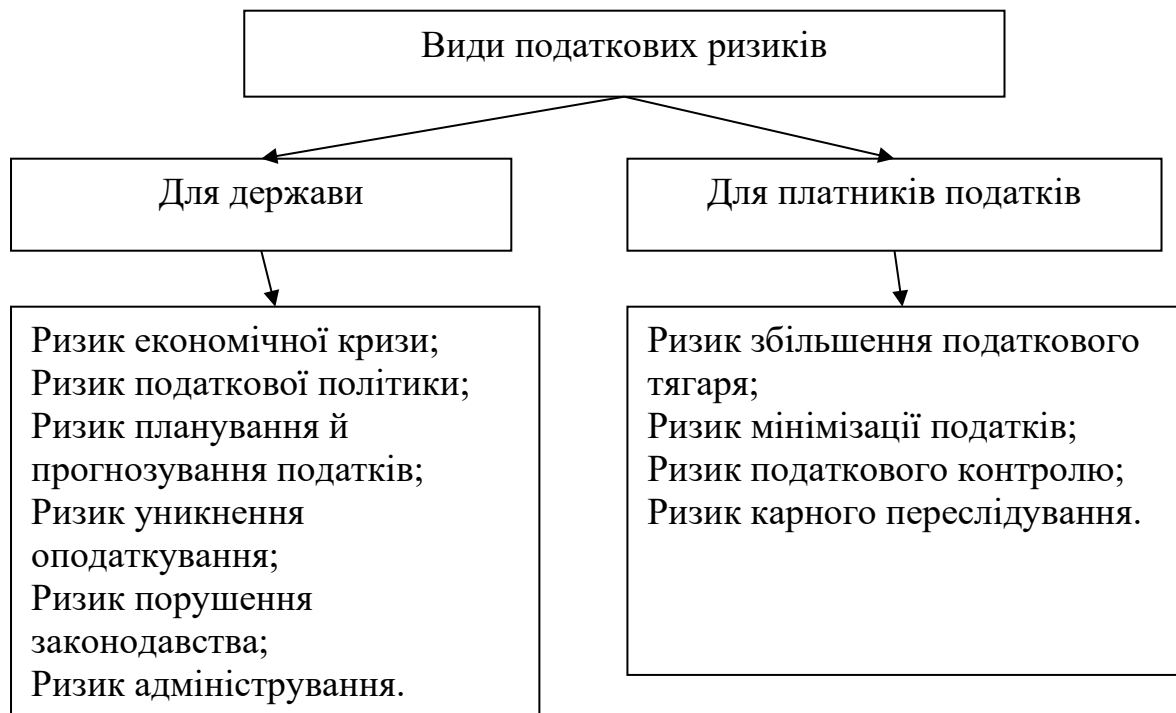 Види податкових ризиків
Для держави
Для платників податків
Ризик економічної кризи;
Ризик податкової політики;
Ризик планування й
прогнозування податків;
Ризик уникнення
оподаткування;
Ризик порушення
законодавства;
Ризик адміністрування.
Ризик збільшення податкового
тягаря;
Ризик мінімізації податків;
Ризик податкового контролю;
Ризик карного переслідування.